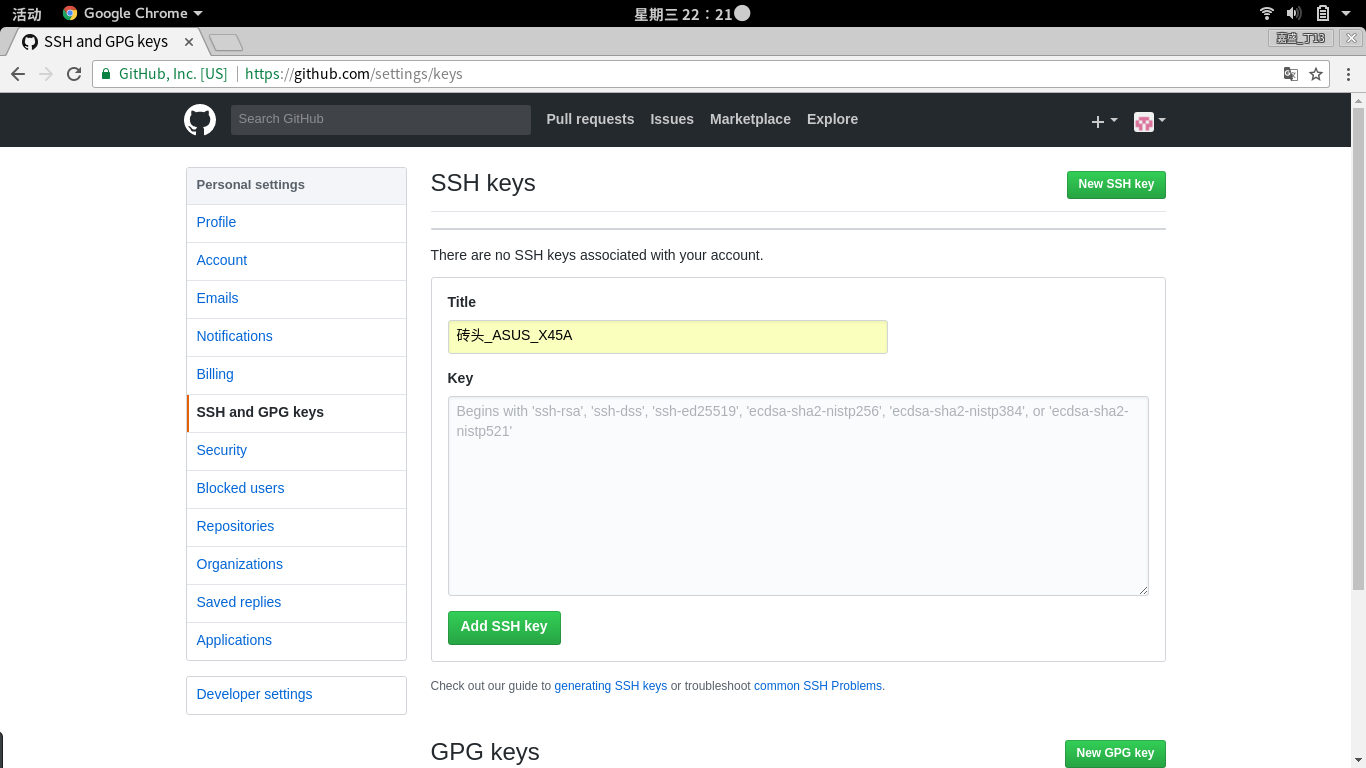 活动 Google Chrome 星期三 22：21
SSH and GPG keys
GitHub, Inc. [US] https://github.com/settings/keys
Search GitHub Pull requests Issues Marketplace Explore
Personal settings
Profile
Account
Emails
Notifications
Billing
SSH and GPG keys
Security
Blocked users
Repositories
Organizations
Saved replies
Applications
Developer settings
SSH keys New SSH key
There are no SSH keys associated with your account.
Title
砖头_ASUS_X45A
Key
Begins with 'ssh-rsa', 'ssh-dss', 'ssh-ed25519', 'ecdsa-sha2-nistp256', 'ecdsa-sha2-nistp384', or 'ecdsa-sha2-
nistp521'
Add SSH key
Check out our guide to generating SSH keys or troubleshoot common SSH Problems.
GPG keys New GPG key